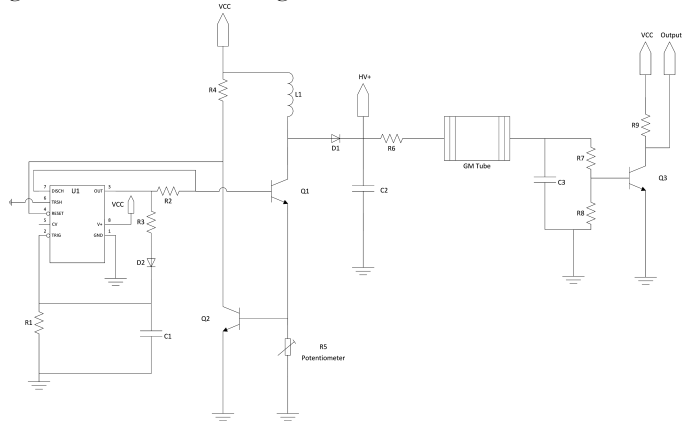 VCC
VCC
Output
R4
L1
HV+
R9
D1
R6
GM Tube
R7
C3
Q3
7
DISCH
U1
OUT
3
6
TRSH
VCC
4
RESET
5
CV
V+
8
2
TRIG
GND
1
R2
R3
Q1
C2
R8
D2
R1
C1
Q2
R5
Potentiometer